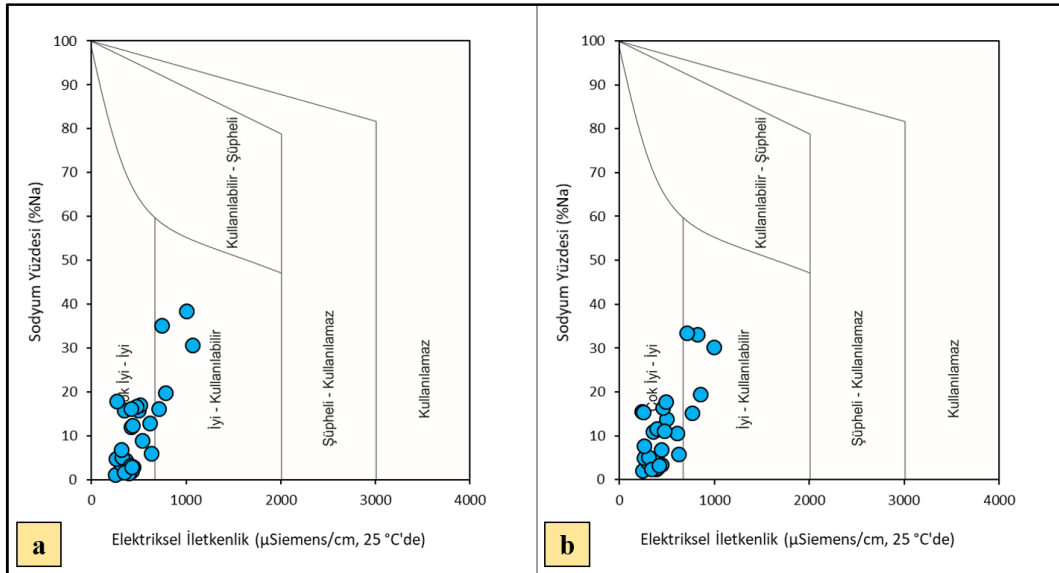 100
90
80
70
60
50
40
30
20
10
0
0
1000
2000
3000
4000
Sodyum Yüzdesi (%Na)
Elektriksel İletkenlik (µSiemens/cm, 25 °C'de)
Çok İyi - İyi
İyi - Kullanılabilir
Kullanılabilir - Şüpheli
Şüpheli - Kullanılamaz
Kullanılamaz
a
100
90
80
70
60
50
40
30
20
10
0
0
1000
2000
3000
4000
Sodyum Yüzdesi (%Na)
Elektriksel İletkenlik (µSiemens/cm, 25 °C'de)
Çok İyi - İyi
İyi - Kullanılabilir
Kullanılabilir - Şüpheli
Şüpheli - Kullanılamaz
Kullanılamaz
b